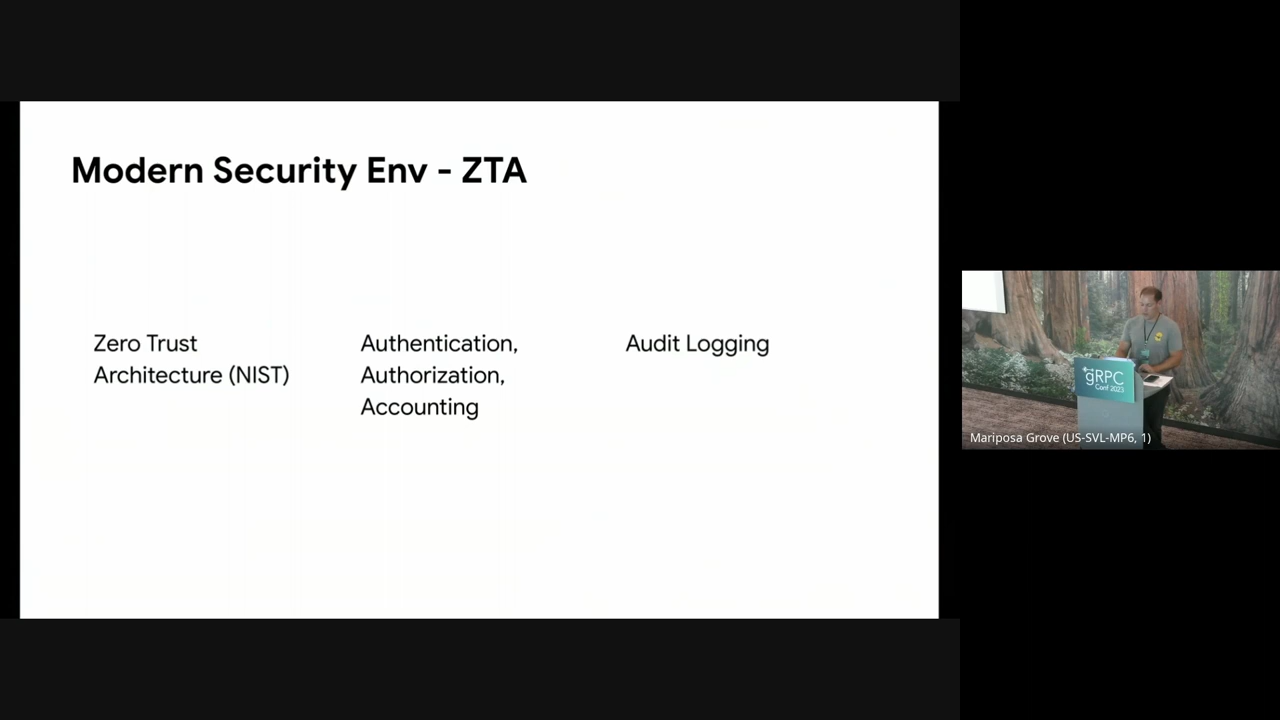 Modern Security Env - ZTA
Zero Trust
Architecture (NIST)
Authentication,
Authorization,
Accounting
Audit Logging
gRPC
Conf 2023
Mariposa Grove (US-SVL-MP6, 1)